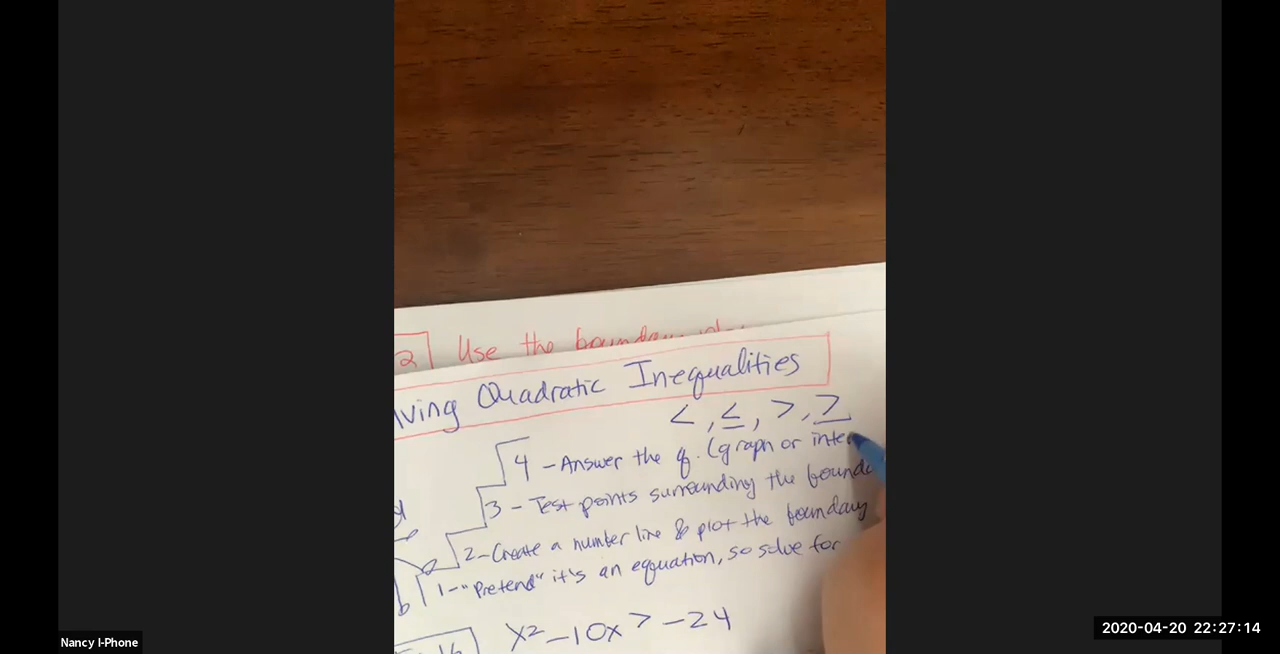 2 Use the
ving Quadratic Inequalities
<, ≤, >, ≥
4 - Answer the q. (graph or inte
3 - Test points surrounding the bounda
2 - Create a number line & plot the boundary
1 - "Pretend" it's an equation, so solve for
x² - 10x > -24
Nancy I-Phone
2020-04-20 22:27:14